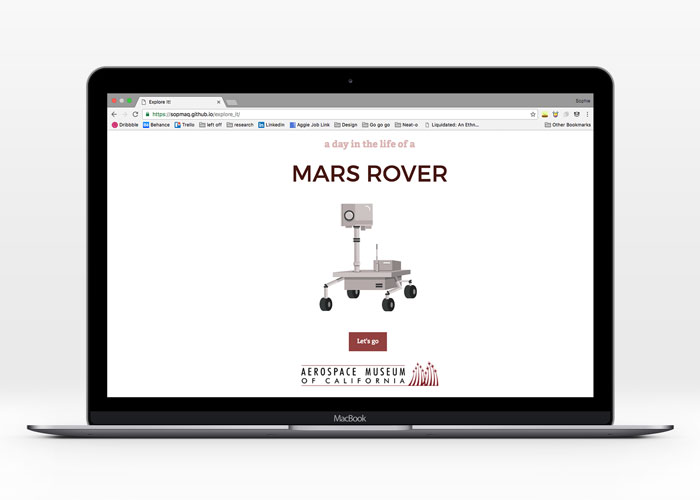 Explore It!
Sophie
https://sopmaq.github.io/explore_it/
Dribbble Behance Trello left off research LinkedIn Aggie Job Link Design Go go go Neat-o Liquidated: An Ethn... Other Bookmarks
a day in the life of a
MARS ROVER
Let's go
AEROSPACE MUSEUM
OF CALIFORNIA
MacBook